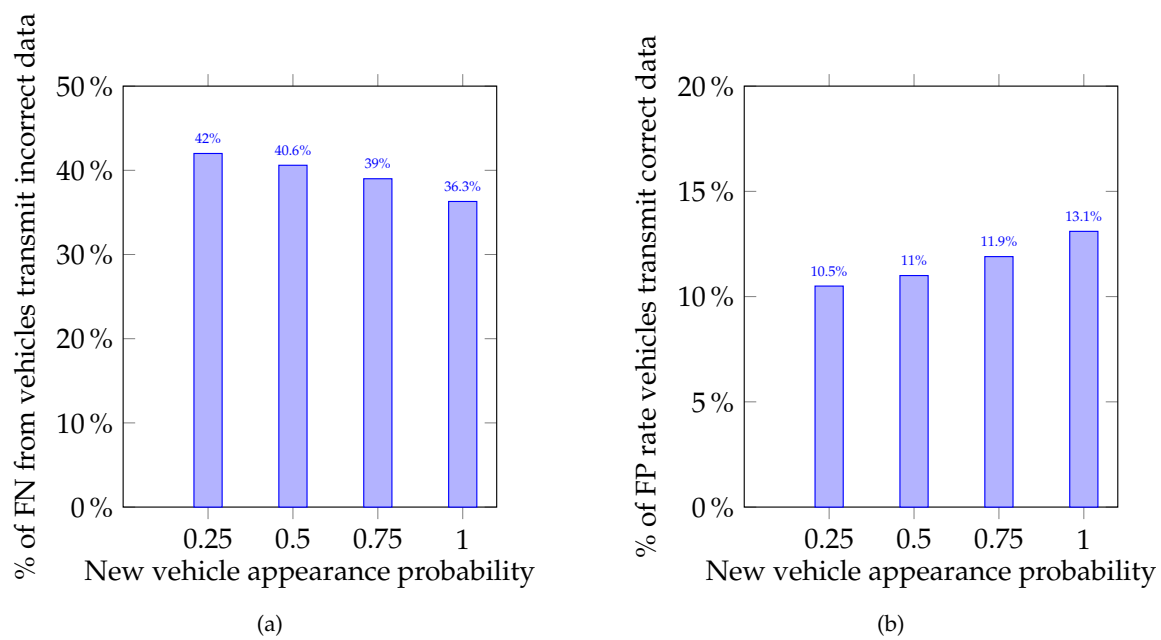 % of FN from vehicles transmit incorrect data
50 %
40 %
30 %
20 %
10 %
0 %
42%
40.6%
39%
36.3%
0.25 0.5 0.75 1
New vehicle appearance probability
(a)
% of FP rate vehicles transmit correct data
20 %
15 %
10 %
5 %
0 %
10.5%
11%
11.9%
13.1%
0.25 0.5 0.75 1
New vehicle appearance probability
(b)